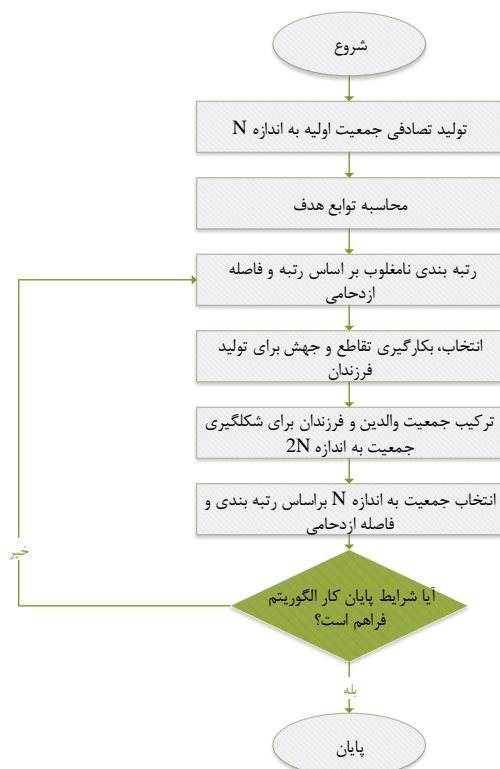 شروع
تولید تصادفی جمعیت اولیه به اندازه N
محاسبه توابع هدف
رتبه بندی نامغلوب بر اساس رتبه و فاصله
ازدحامی
انتخاب، بکارگیری تقاطع و جهش برای تولید
فرزندان
ترکیب جمعیت والدین و فرزندان برای شکلگیری
جمعیت به اندازه 2N
انتخاب جمعیت به اندازه N براساس رتبه بندی و
فاصله ازدحامی
آیا شرایط پایان کار الگوریتم
فراهم است؟
خیر
بله
پایان